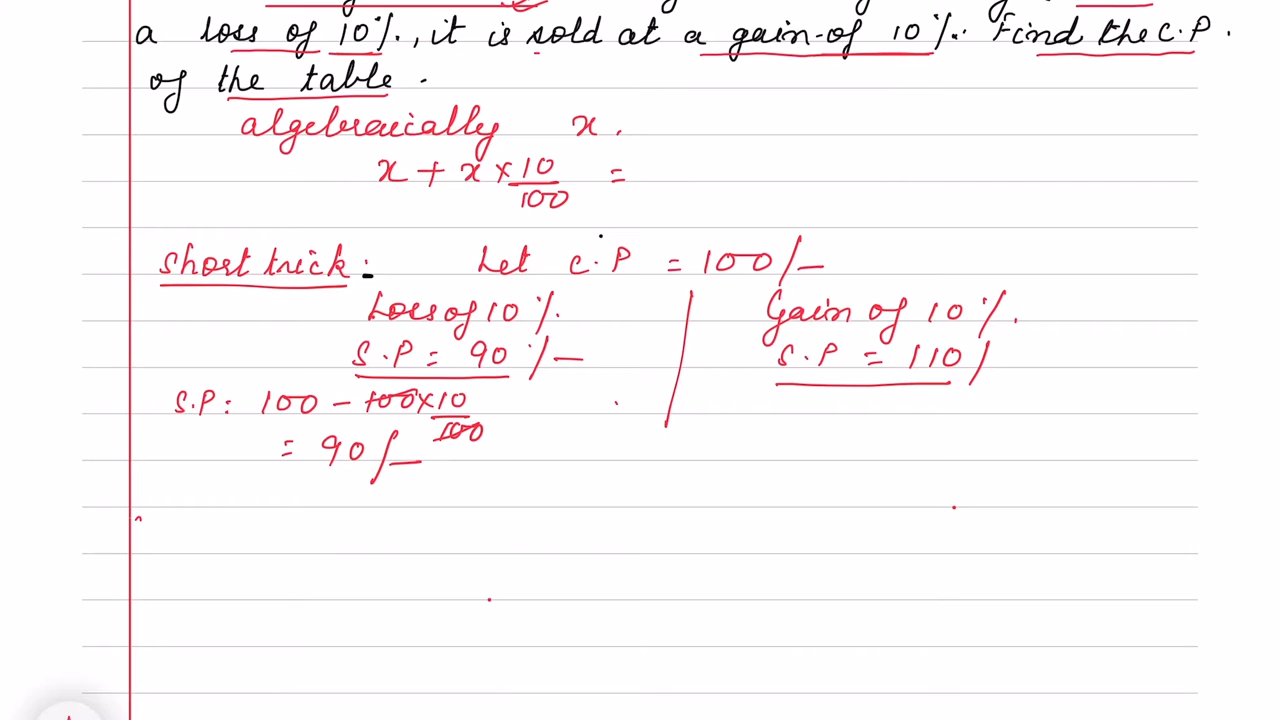 a loss of 10%., it is sold at a gain of 10%. Find the C.P.
of the table.
algebraically x.
x + x × 10/100 =
Short trick: Let C.P = 100/-
Loss of 10%. Gain of 10%.
S.P = 90/- S.P = 110/
S.P: 100 - 100×10/100
= 90/-